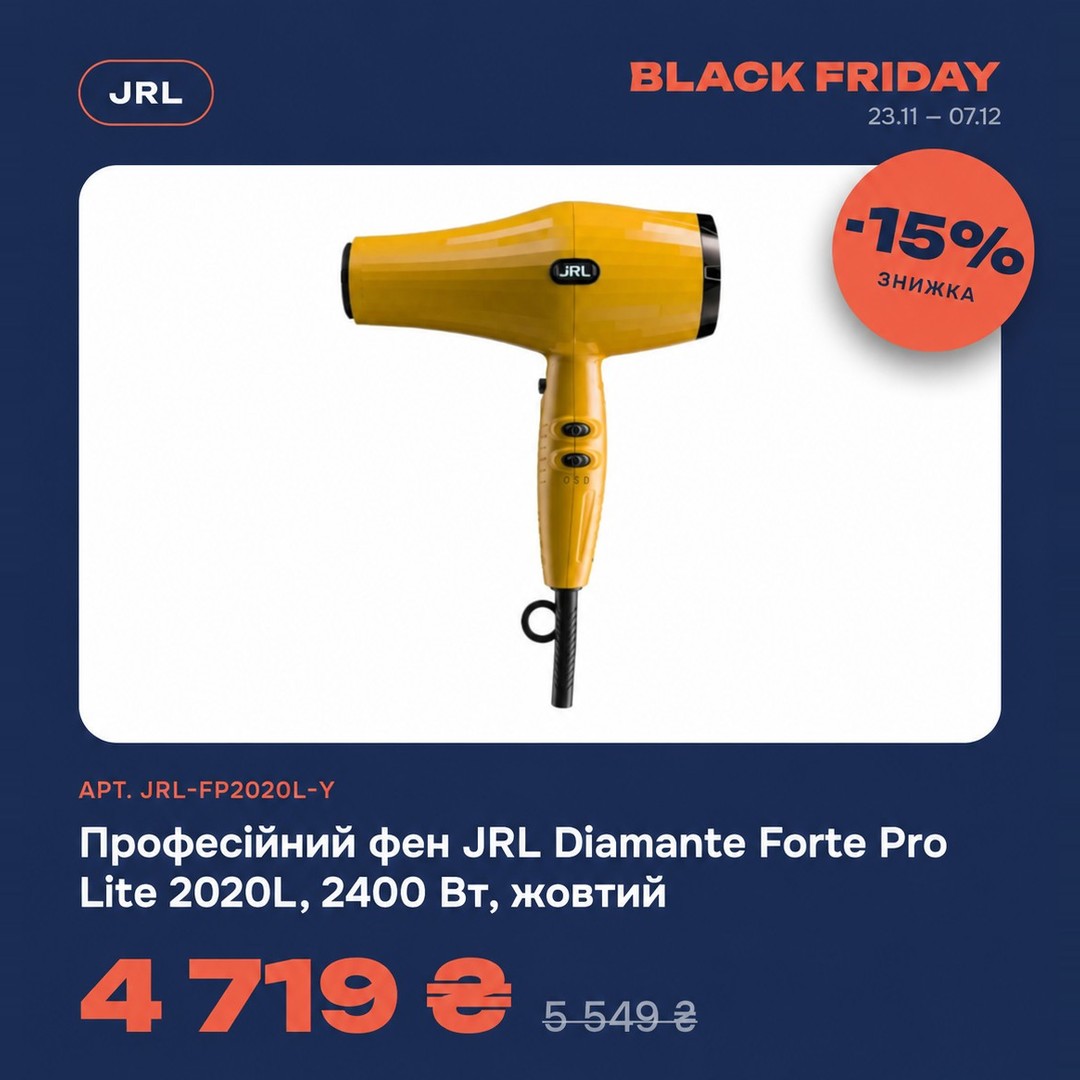 JRL
BLACK FRIDAY
23.11 – 07.12
-15%
ЗНИЖКА
JRL
OSD
АРТ. JRL-FP2020L-Y
Професійний фен JRL Diamante Forte Pro
Lite 2020L, 2400 Вт, жовтий
4 719 ₴
5 549 ₴